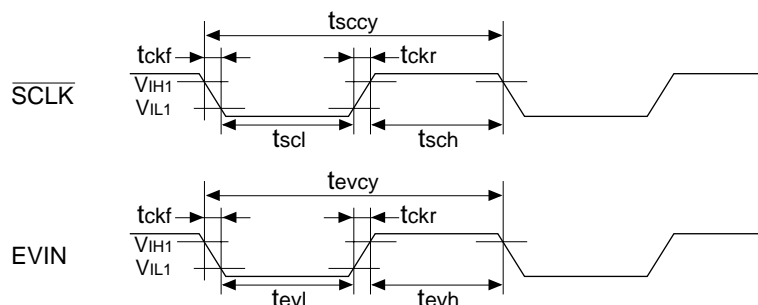 tsccy
tckf
tckr
SCLK
VIH1
VIL1
tscl
tsch
tevcy
tckf
tckr
EVIN
VIH1
VIL1
tevl
tevh